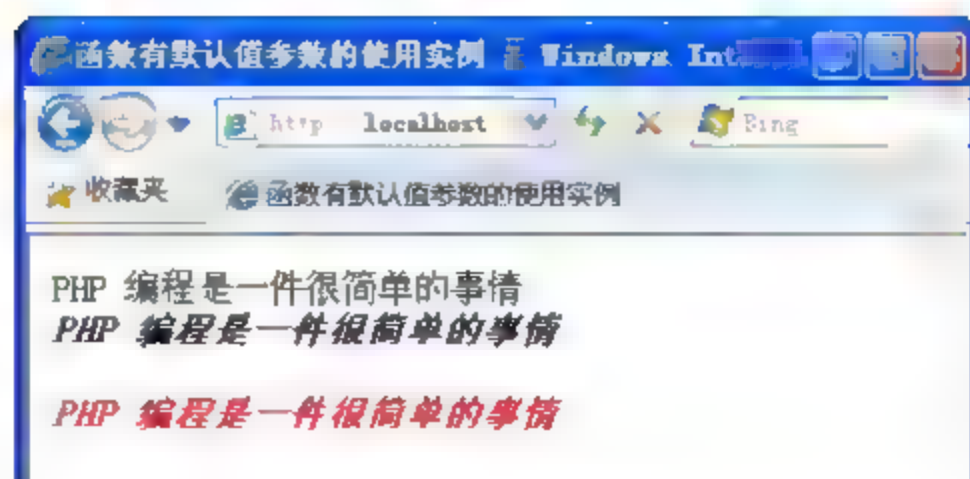 函数有默认值参数的使用实例 Windows Int
http localhost Bing
收藏夹 函数有默认值参数的使用实例
PHP 编程是一件很简单的事情
PHP 编程是一件很简单的事情
PHP 编程是一件很简单的事情